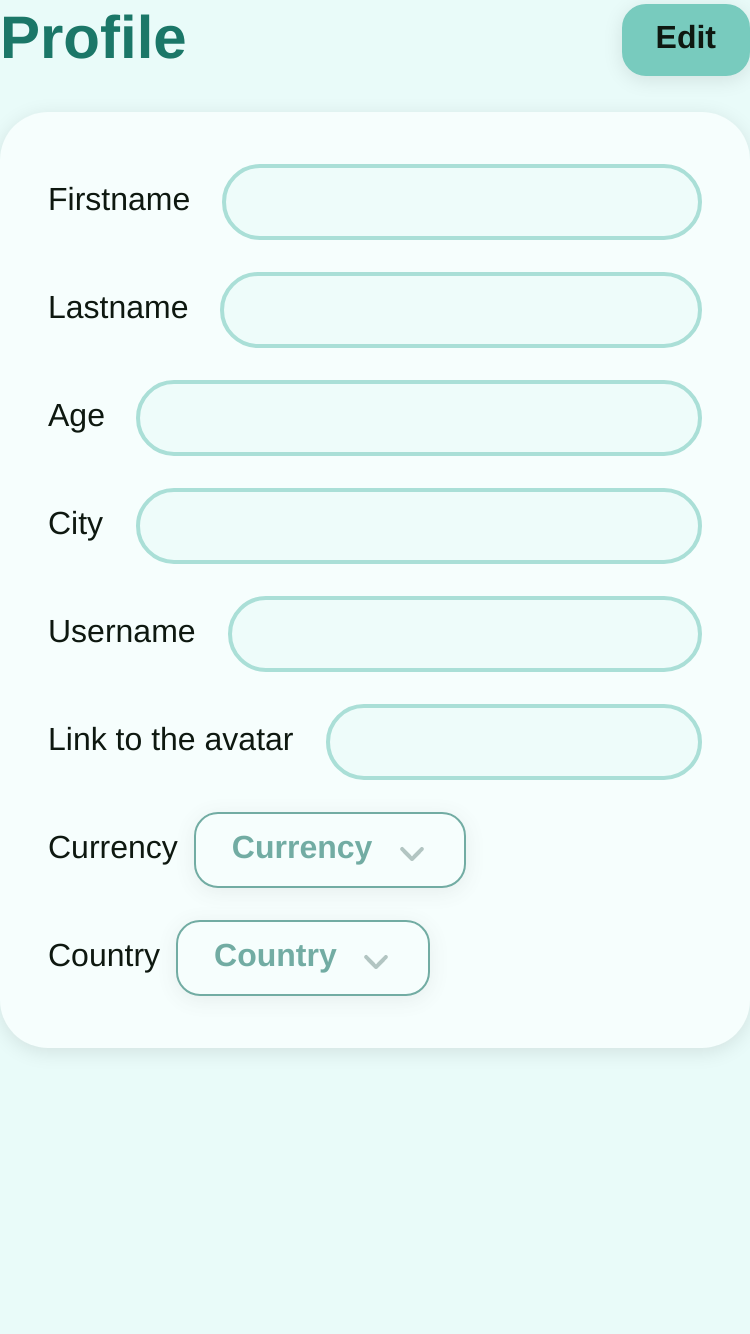 Profile
Edit
Firstname
Lastname
Age
City
Username
Link to the avatar
Currency Currency
Country Country